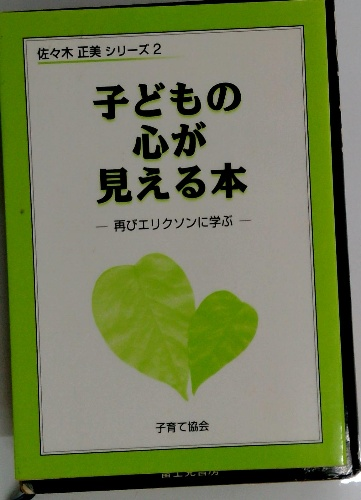 佐々木 正美 シリーズ 2
子どもの
心が
見える本
― 再びエリクソンに学ぶ ―
子育て協会